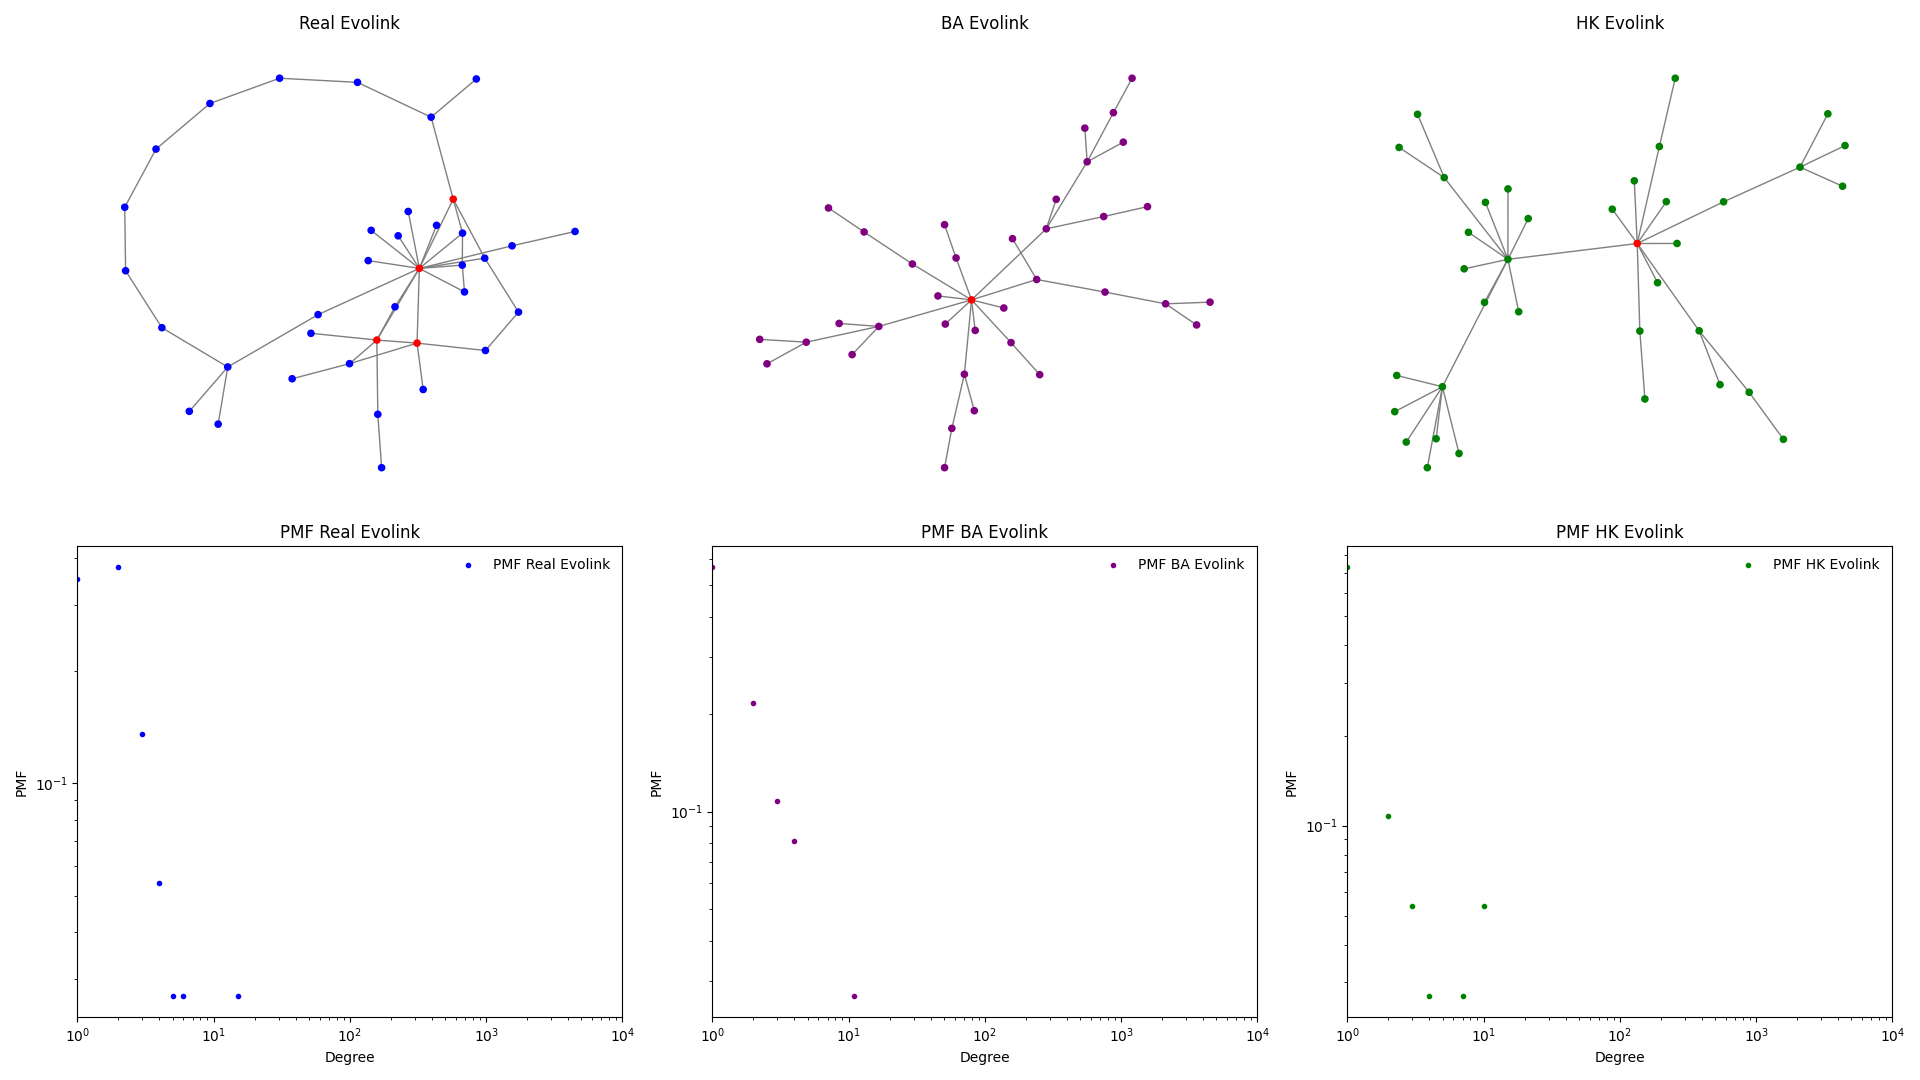 Real Evolink
BA Evolink
HK Evolink
PMF Real Evolink
PMF Real Evolink
PMF
10⁻¹
10⁰ 10¹ 10² 10³ 10⁴
Degree
PMF BA Evolink
PMF BA Evolink
PMF
10⁻¹
10⁰ 10¹ 10² 10³ 10⁴
Degree
PMF HK Evolink
PMF HK Evolink
PMF
10⁻¹
10⁰ 10¹ 10² 10³ 10⁴
Degree